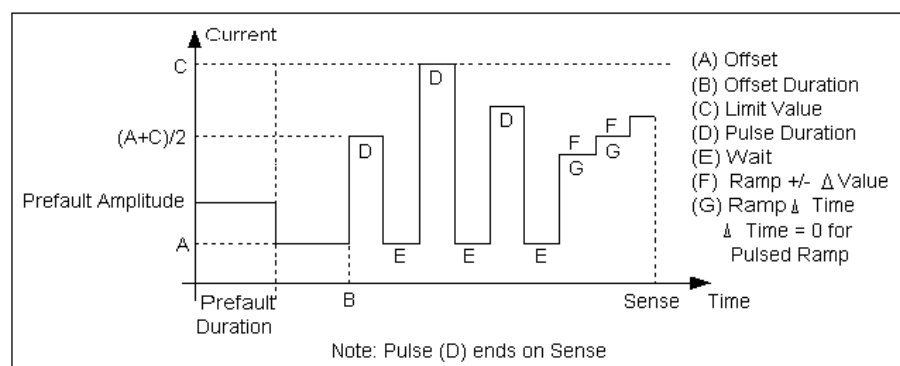 Current
C
(A+C)/2
Prefault Amplitude
A
D
D
D
E
E
E
F
G
F
G
Prefault
Duration
B
Sense
Time
(A) Offset
(B) Offset Duration
(C) Limit Value
(D) Pulse Duration
(E) Wait
(F) Ramp +/- Δ Value
(G) Ramp Δ Time
Δ Time = 0 for
Pulsed Ramp
Note: Pulse (D) ends on Sense